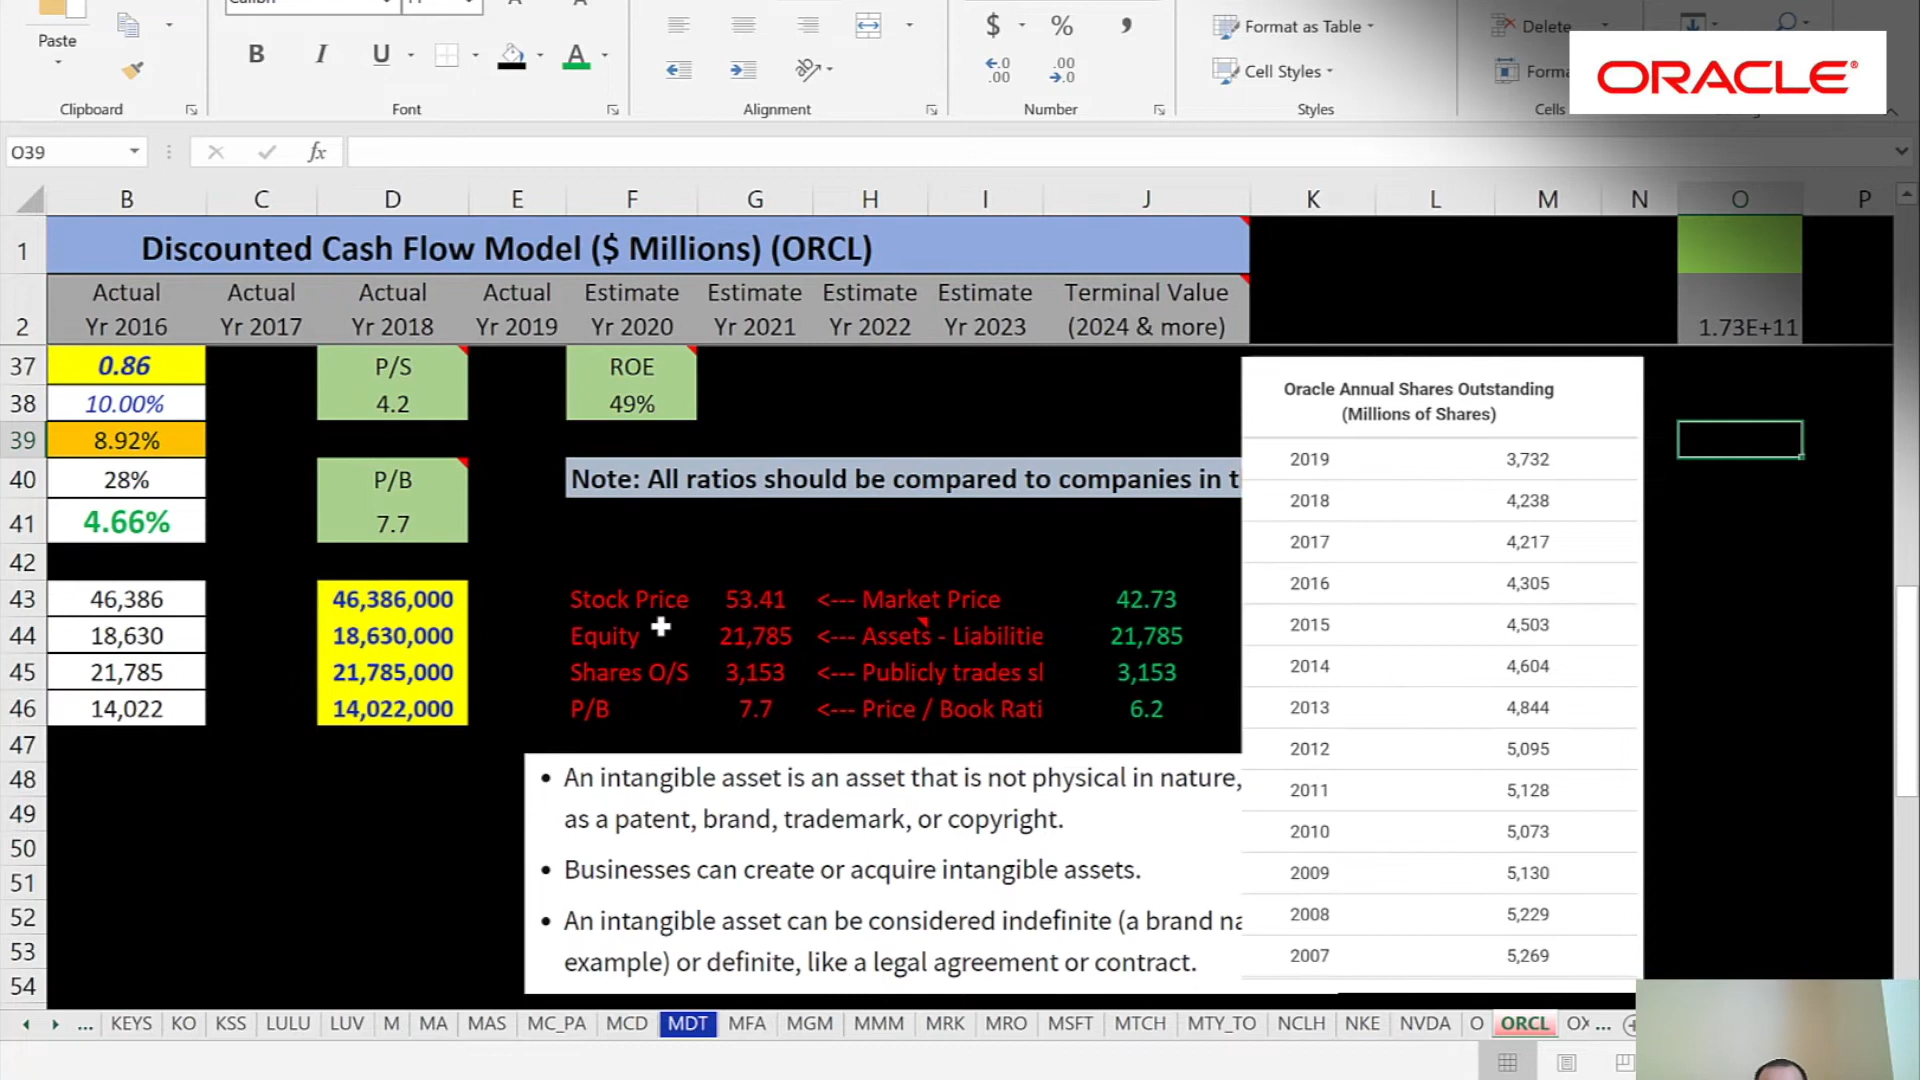 Paste
Clipboard
B I U A
Font
Alignment
$ % ,
.00
.00
Number
Format as Table
Cell Styles
Styles
Delete
Cells
ORACLE®
O39
fx
B C D E F G H I J K L M N O P
1 Discounted Cash Flow Model ($ Millions) (ORCL)
Actual Actual Actual Actual Estimate Estimate Estimate Estimate Terminal Value
2 Yr 2016 Yr 2017 Yr 2018 Yr 2019 Yr 2020 Yr 2021 Yr 2022 Yr 2023 (2024 & more) 1.73E+11
37 0.86 P/S ROE
38 10.00% 4.2 49%
39 8.92%
40 28% P/B Note: All ratios should be compared to companies in t
41 4.66% 7.7
42
43 46,386 46,386,000 Stock Price 53.41 <--- Market Price 42.73
44 18,630 18,630,000 Equity 21,785 <--- Assets - Liabilitie 21,785
45 21,785 21,785,000 Shares O/S 3,153 <--- Publicly trades sl 3,153
46 14,022 14,022,000 P/B 7.7 <--- Price / Book Rati 6.2
47
48
49
50
51
52
53
54
• An intangible asset is an asset that is not physical in nature,
as a patent, brand, trademark, or copyright.
• Businesses can create or acquire intangible assets.
• An intangible asset can be considered indefinite (a brand na
example) or definite, like a legal agreement or contract.
Oracle Annual Shares Outstanding
(Millions of Shares)
2019 3,732
2018 4,238
2017 4,217
2016 4,305
2015 4,503
2014 4,604
2013 4,844
2012 5,095
2011 5,128
2010 5,073
2009 5,130
2008 5,229
2007 5,269
... KEYS KO KSS LULU LUV M MA MAS MC_PA MCD MDT MFA MGM MMM MRK MRO MSFT MTCH MTY_TO NCLH NKE NVDA O ORCL OX ...